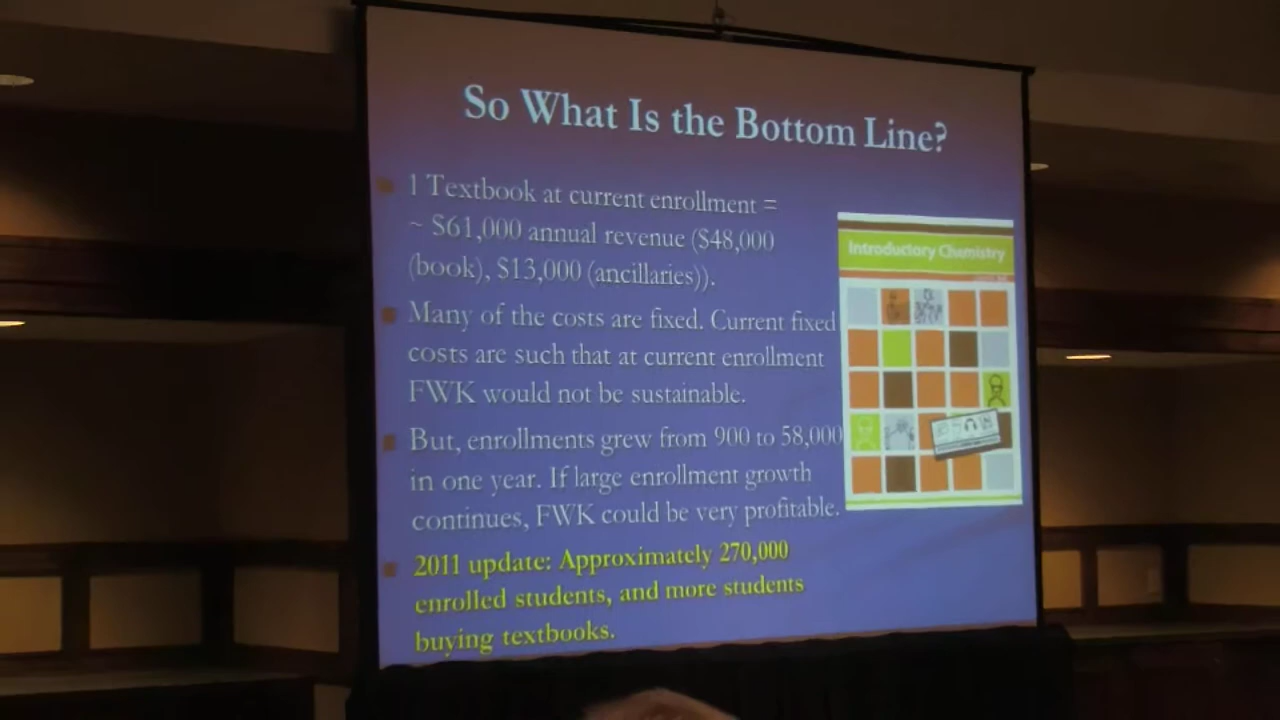 So What Is the Bottom Line?
1 Textbook at current enrollment =
~ $61,000 annual revenue ($48,000
(book), $13,000 (ancillaries)).
Many of the costs are fixed. Current fixed
costs are such that at current enrollment
FWK would not be sustainable.
But, enrollments grew from 900 to 58,000
in one year. If large enrollment growth
continues, FWK could be very profitable.
2011 update: Approximately 270,000
enrolled students, and more students
buying textbooks.
Introductory Chemistry